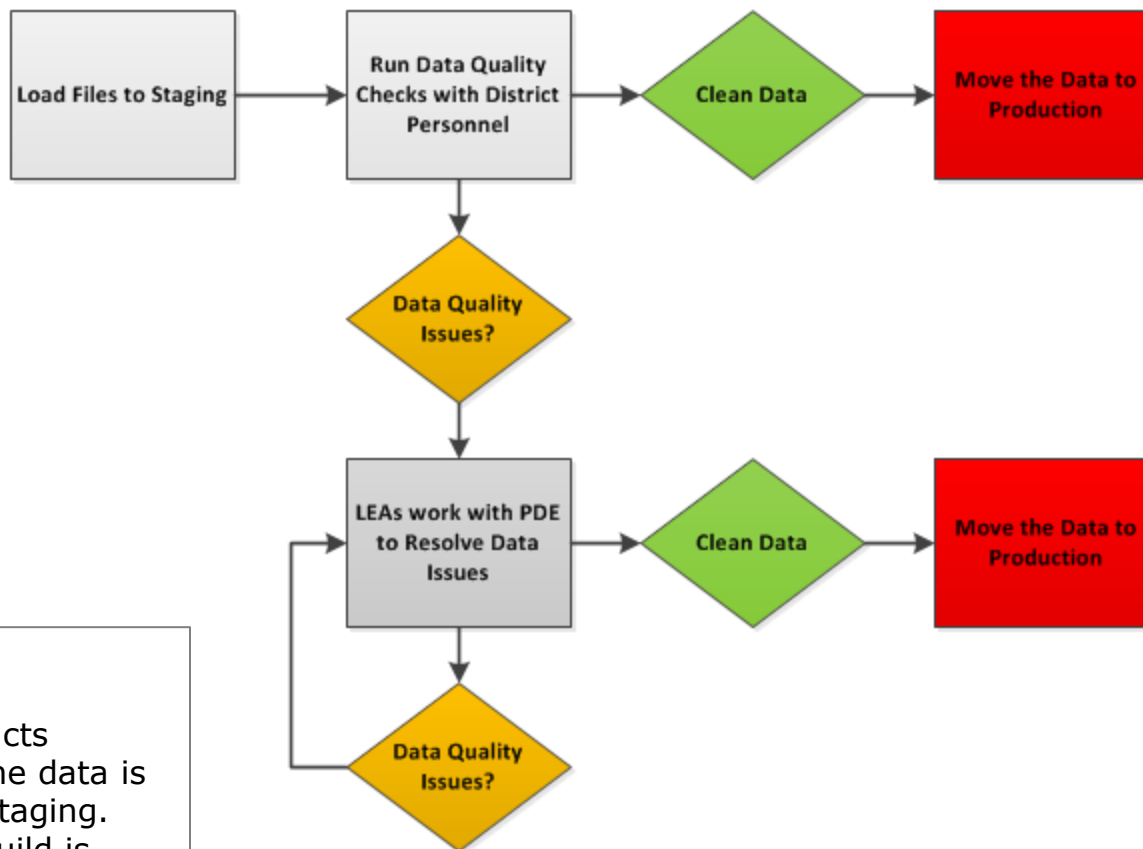 Load Files to Staging
Run Data Quality
Checks with District
Personnel
Clean Data
Move the Data to
Production
Data Quality
Issues?
LEAs work with PDE
to Resolve Data
Issues
Clean Data
Move the Data to
Production
Data Quality
Issues?
data is
taging.
is